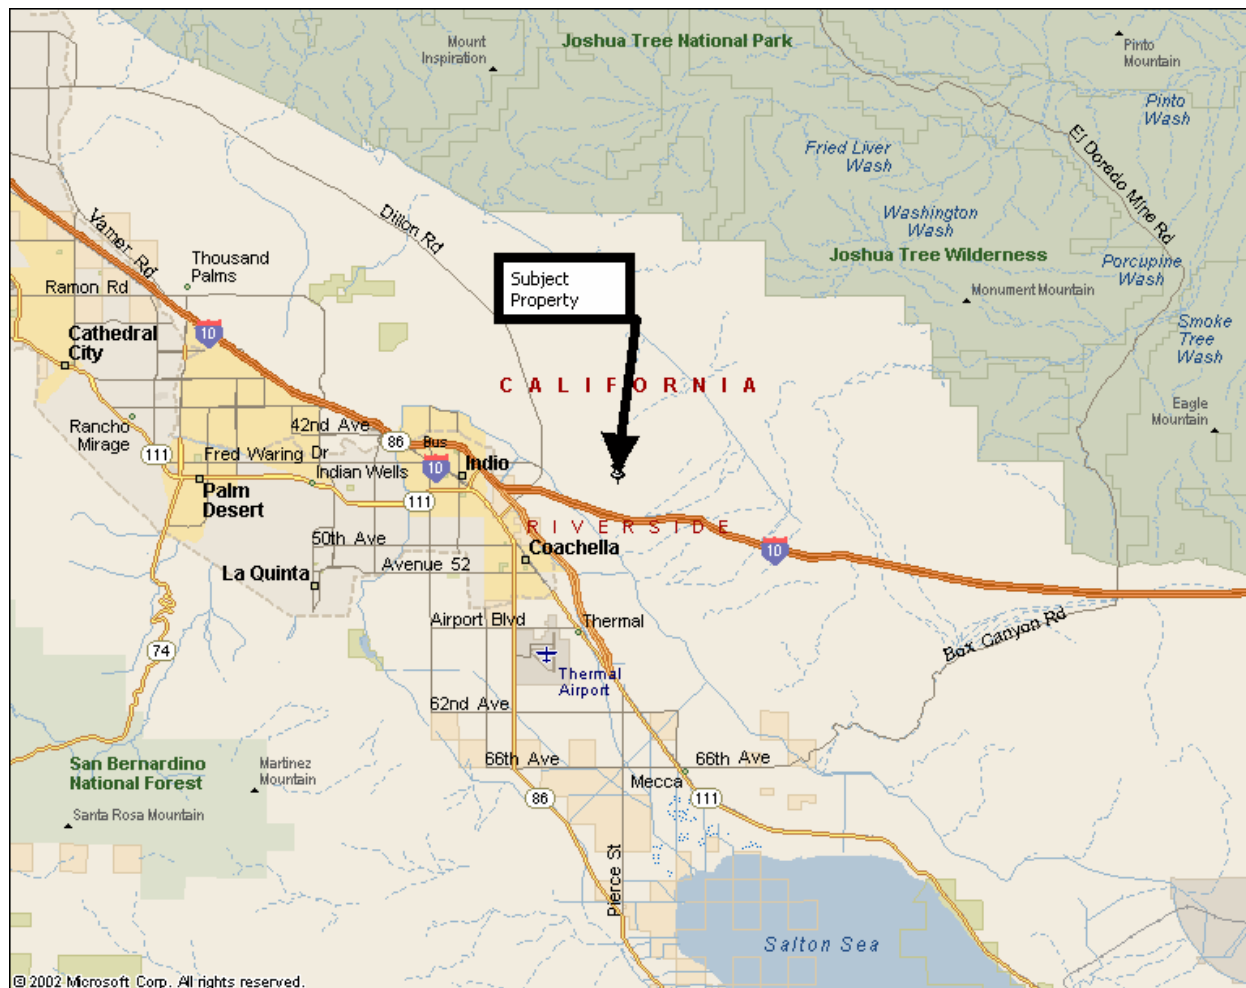 Mount
Inspiration
Joshua Tree National Park
Pinto
Mountain
Pinto
Wash
Fried Liver
Wash
El Dorado Mine Rd
Dillon Rd
Washington
Wash
Varner Rd
Joshua Tree Wilderness
Porcupine
Wash
Thousand
Palms
Subject
Property
Ramon Rd
Monument Mountain
10
Cathedral
City
Smoke
Tree
Wash
CALIFORNIA
Eagle
Mountain
Rancho
Mirage
42nd Ave
86
Bus
111
Fred Waring Dr
Indian Wells
10
Indio
Palm
Desert
111
RIVERSIDE
50th Ave
Coachella
10
Avenue 52
La Quinta
Airport Blvd
Thermal
Box Canyon Rd
74
Thermal
Airport
62nd Ave
San Bernardino
National Forest
Martinez
Mountain
66th Ave
66th Ave
Mecca
86
111
Santa Rosa Mountain
Pierce St
Salton Sea
© 2002 Microsoft Corp. All rights reserved.